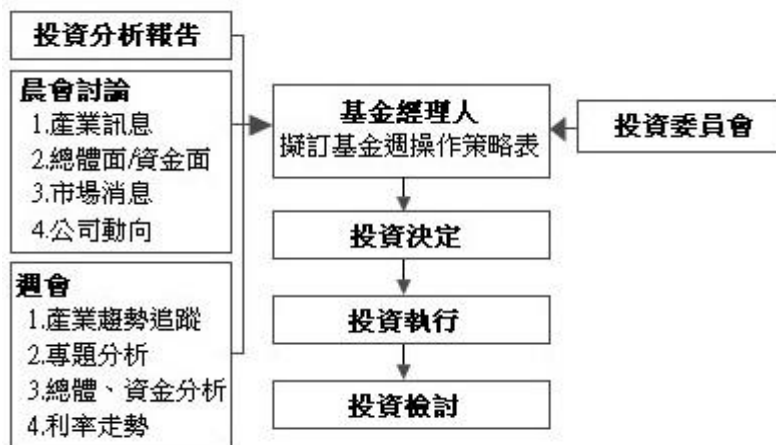 投資分析報告
晨會討論
1.產業訊息
2.總體面/資金面
3.市場消息
4.公司動向
週會
1.產業趨勢追蹤
2.專題分析
3.總體、資金分析
4.利率走勢
基金經理人
擬訂基金週操作策略表
投資委員會
投資決定
投資執行
投資檢討